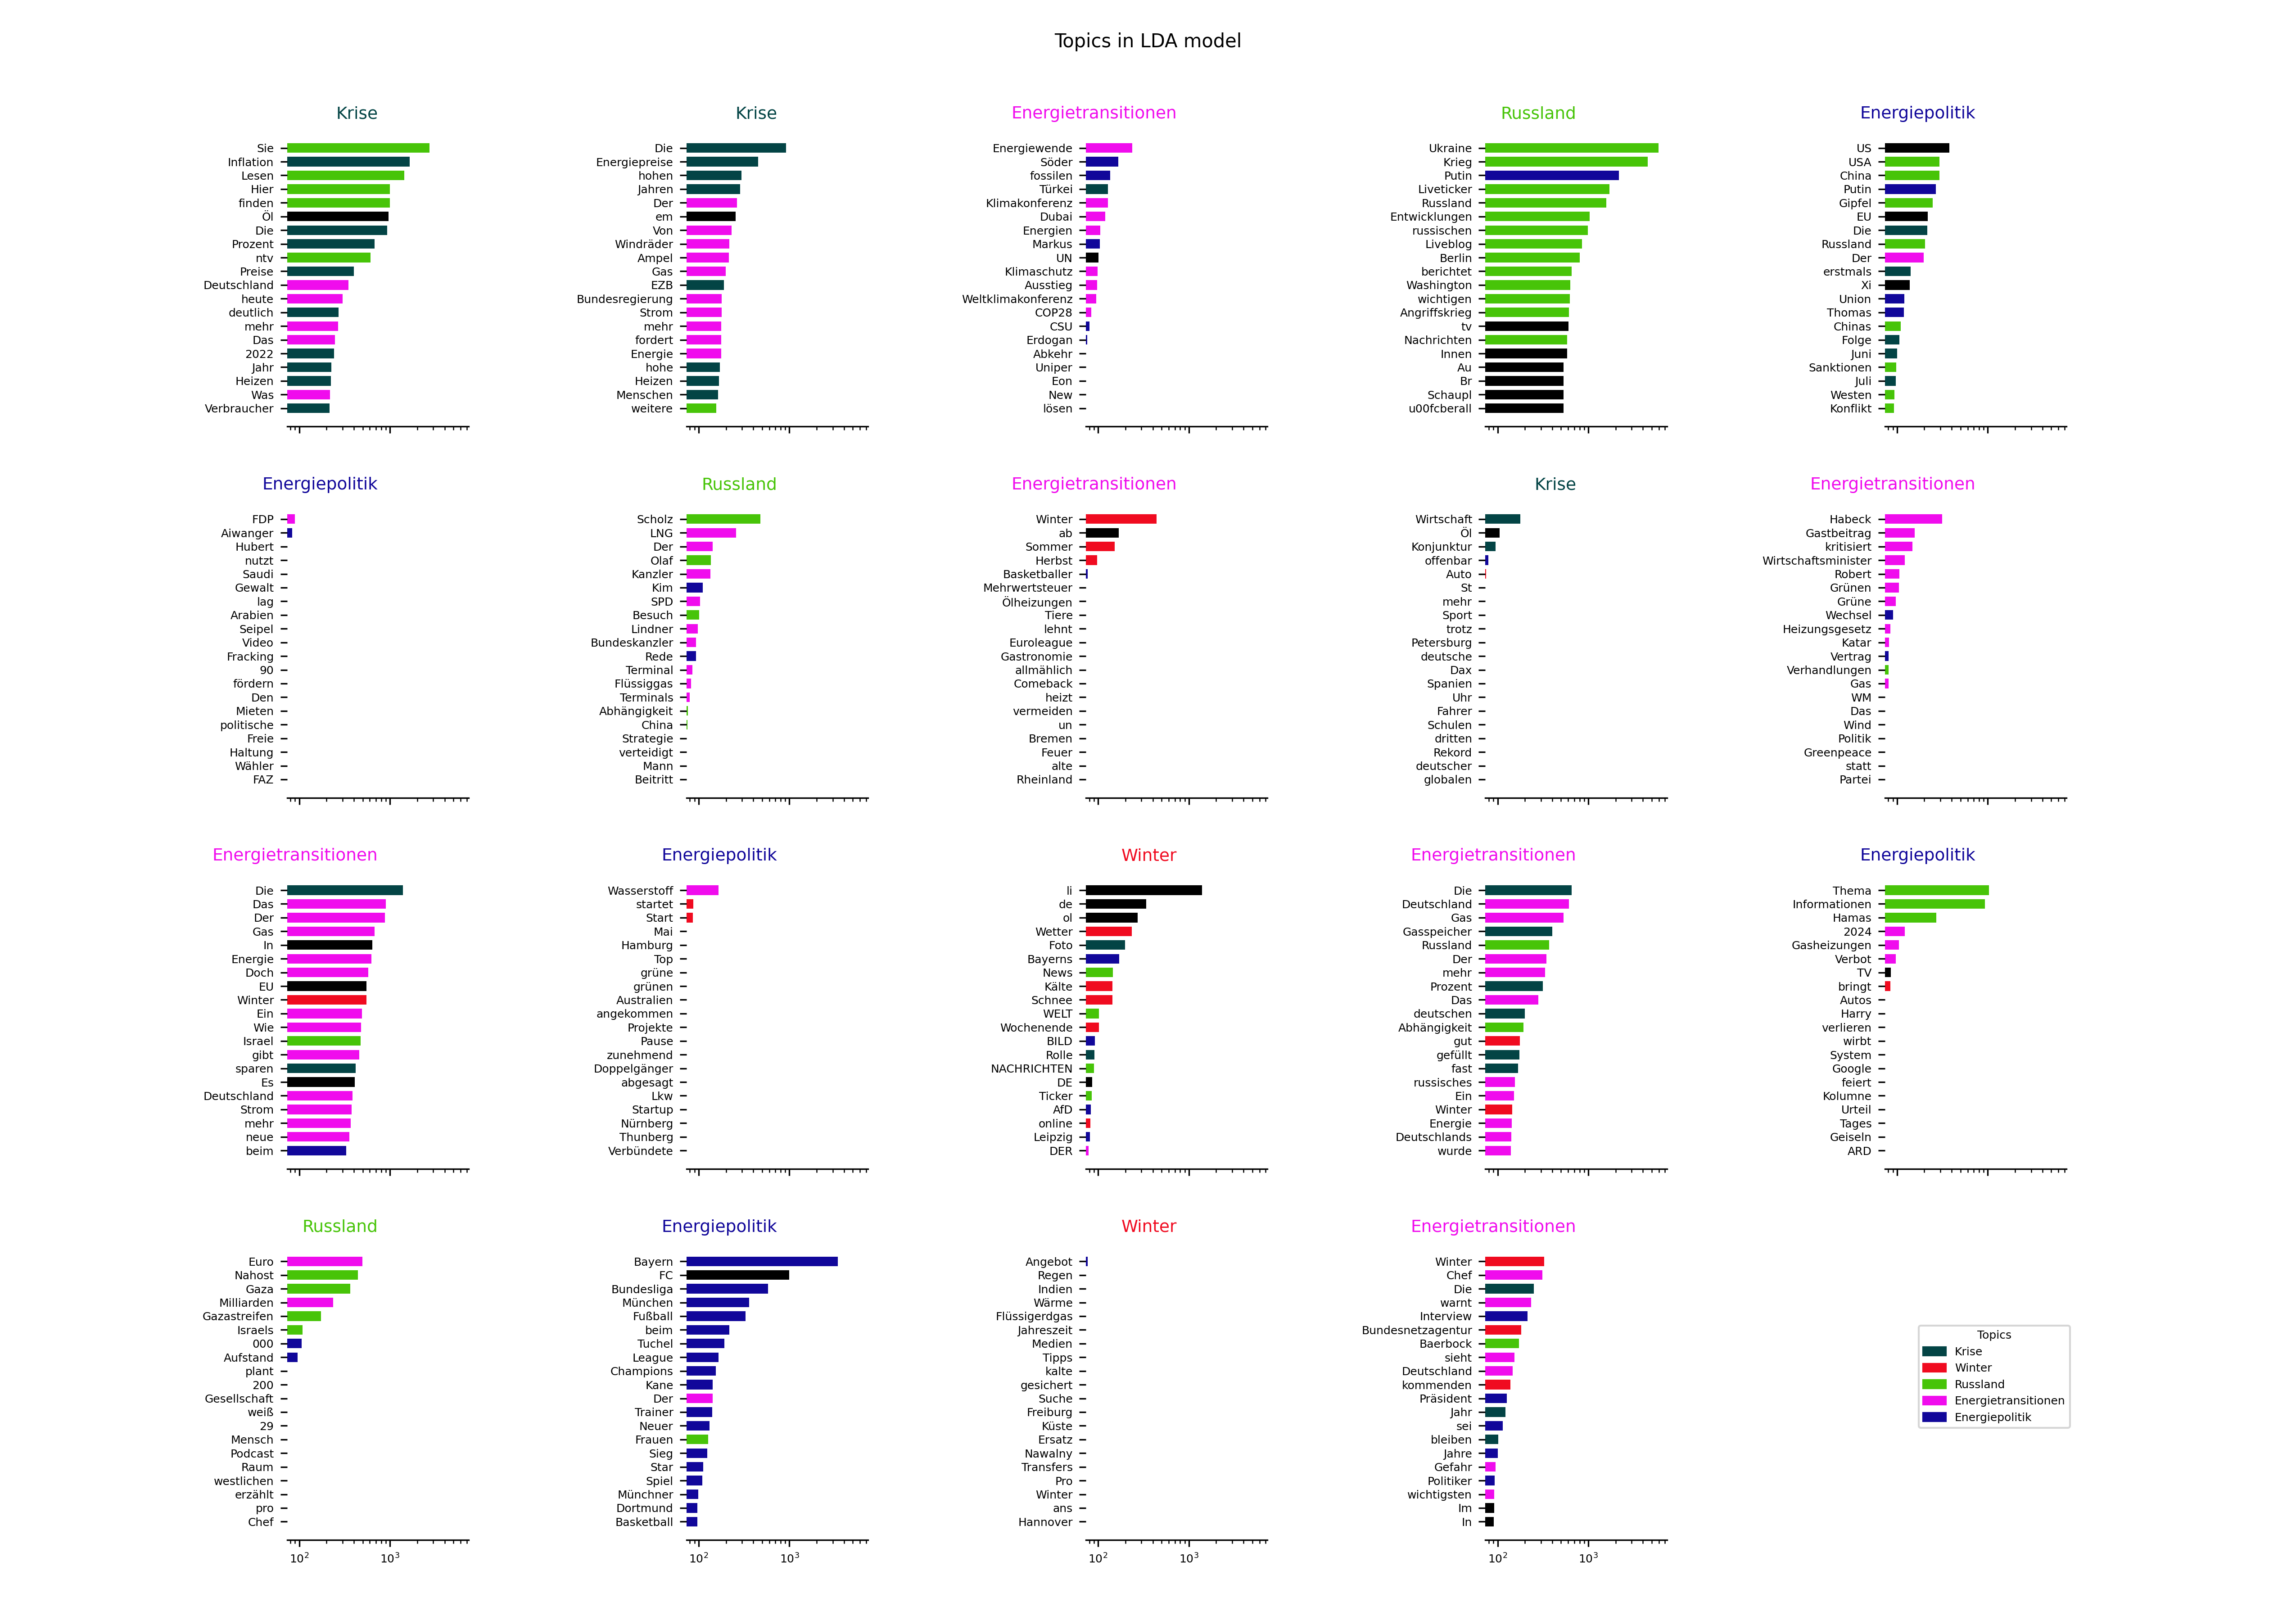 Topics in LDA model
Krise
Sie
Inflation
Lesen
Hier
finden
Öl
Die
Prozent
ntv
Preise
Deutschland
heute
deutlich
mehr
Das
2022
Jahr
Heizen
Was
Verbraucher
Krise
Die
Energiepreise
hohen
Jahren
Der
em
Von
Windräder
Ampel
Gas
EZB
Bundesregierung
Strom
mehr
fordert
Energie
hohe
Heizen
Menschen
weitere
Energietransitionen
Energiewende
Söder
fossilen
Türkei
Klimakonferenz
Dubai
Energien
Markus
UN
Klimaschutz
Ausstieg
Weltklimakonferenz
COP28
CSU
Erdogan
Abkehr
Uniper
Eon
New
lösen
Russland
Ukraine
Krieg
Putin
Liveticker
Russland
Entwicklungen
russischen
Liveblog
Berlin
berichtet
Washington
wichtigen
Angriffskrieg
tv
Nachrichten
Innen
Au
Br
Schaupl
u00fcberall
Energiepolitik
US
USA
China
Putin
Gipfel
EU
Die
Russland
Der
erstmals
Xi
Union
Thomas
Chinas
Folge
Juni
Sanktionen
Juli
Westen
Konflikt
Energiepolitik
FDP
Aiwanger
Hubert
nutzt
Saudi
Gewalt
lag
Arabien
Seipel
Video
Fracking
90
fördern
Den
Mieten
politische
Freie
Haltung
Wähler
FAZ
Russland
Scholz
LNG
Der
Olaf
Kanzler
Kim
SPD
Besuch
Lindner
Bundeskanzler
Rede
Terminal
Flüssiggas
Terminals
Abhängigkeit
China
Strategie
verteidigt
Mann
Beitritt
Energietransitionen
Winter
ab
Sommer
Herbst
Basketballer
Mehrwertsteuer
Ölheizungen
Tiere
lehnt
Euroleague
Gastronomie
allmählich
Comeback
heizt
vermeiden
un
Bremen
Feuer
alte
Rheinland
Krise
Wirtschaft
Öl
Konjunktur
offenbar
Auto
St
mehr
Sport
trotz
Petersburg
deutsche
Dax
Spanien
Uhr
Fahrer
Schulen
dritten
Rekord
deutscher
globalen
Energietransitionen
Habeck
Gastbeitrag
kritisiert
Wirtschaftsminister
Robert
Grünen
Grüne
Wechsel
Heizungsgesetz
Katar
Vertrag
Verhandlungen
Gas
WM
Das
Wind
Politik
Greenpeace
statt
Partei
Energietransitionen
Die
Das
Der
Gas
In
Energie
Doch
EU
Winter
Ein
Wie
Israel
gibt
sparen
Es
Deutschland
Strom
mehr
neue
beim
Energiepolitik
Wasserstoff
startet
Start
Mai
Hamburg
Top
grüne
grünen
Australien
angekommen
Projekte
Pause
zunehmend
Doppelgänger
abgesagt
Lkw
Startup
Nürnberg
Thunberg
Verbündete
Winter
li
de
ol
Wetter
Foto
Bayerns
News
Kälte
Schnee
WELT
Wochenende
BILD
Rolle
NACHRICHTEN
DE
Ticker
AfD
online
Leipzig
DER
Energietransitionen
Die
Deutschland
Gas
Gasspeicher
Russland
Der
mehr
Prozent
Das
deutschen
Abhängigkeit
gut
gefüllt
fast
russisches
Ein
Winter
Energie
Deutschlands
wurde
Energiepolitik
Thema
Informationen
Hamas
2024
Gasheizungen
Verbot
TV
bringt
Autos
Harry
verlieren
wirbt
System
Google
feiert
Kolumne
Urteil
Tages
Geiseln
ARD
Russland
Euro
Nahost
Gaza
Milliarden
Gazastreifen
Israels
000
Aufstand
plant
200
Gesellschaft
weiß
29
Mensch
Podcast
Raum
westlichen
erzählt
pro
Chef
10² 10³
Energiepolitik
Bayern
FC
Bundesliga
München
Fußball
beim
Tuchel
League
Champions
Kane
Der
Trainer
Neuer
Frauen
Sieg
Star
Spiel
Münchner
Dortmund
Basketball
10² 10³
Winter
Angebot
Regen
Indien
Wärme
Flüssigerdgas
Jahreszeit
Medien
Tipps
kalte
gesichert
Suche
Freiburg
Küste
Ersatz
Nawalny
Transfers
Pro
Winter
ans
Hannover
10² 10³
Energietransitionen
Winter
Chef
Die
warnt
Interview
Bundesnetzagentur
Baerbock
sieht
Deutschland
kommenden
Präsident
Jahr
sei
bleiben
Jahre
Gefahr
Politiker
wichtigsten
Im
In
10² 10³
Topics
Krise
Winter
Russland
Energietransitionen
Energiepolitik